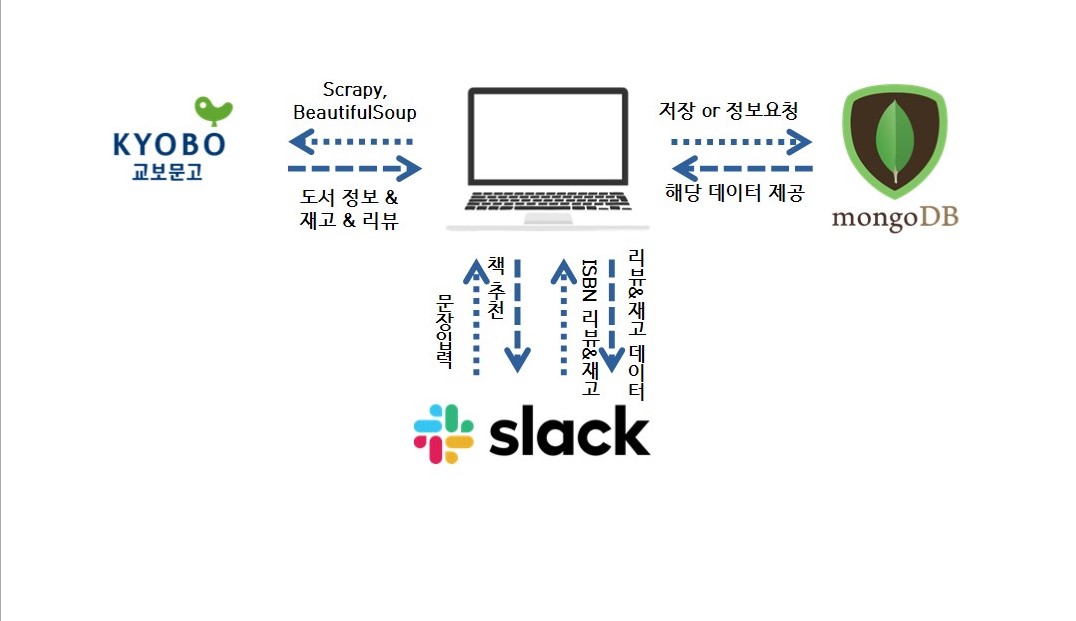 Scrapy,
BeautifulSoup
저장 or 정보요청
KYOBO
교보문고
도서 정보 &
재고 & 리뷰
해당 데이터 제공
mongoDB
문장입력
책 추천
ISBN 리뷰&재고
리뷰&재고 데이터
slack